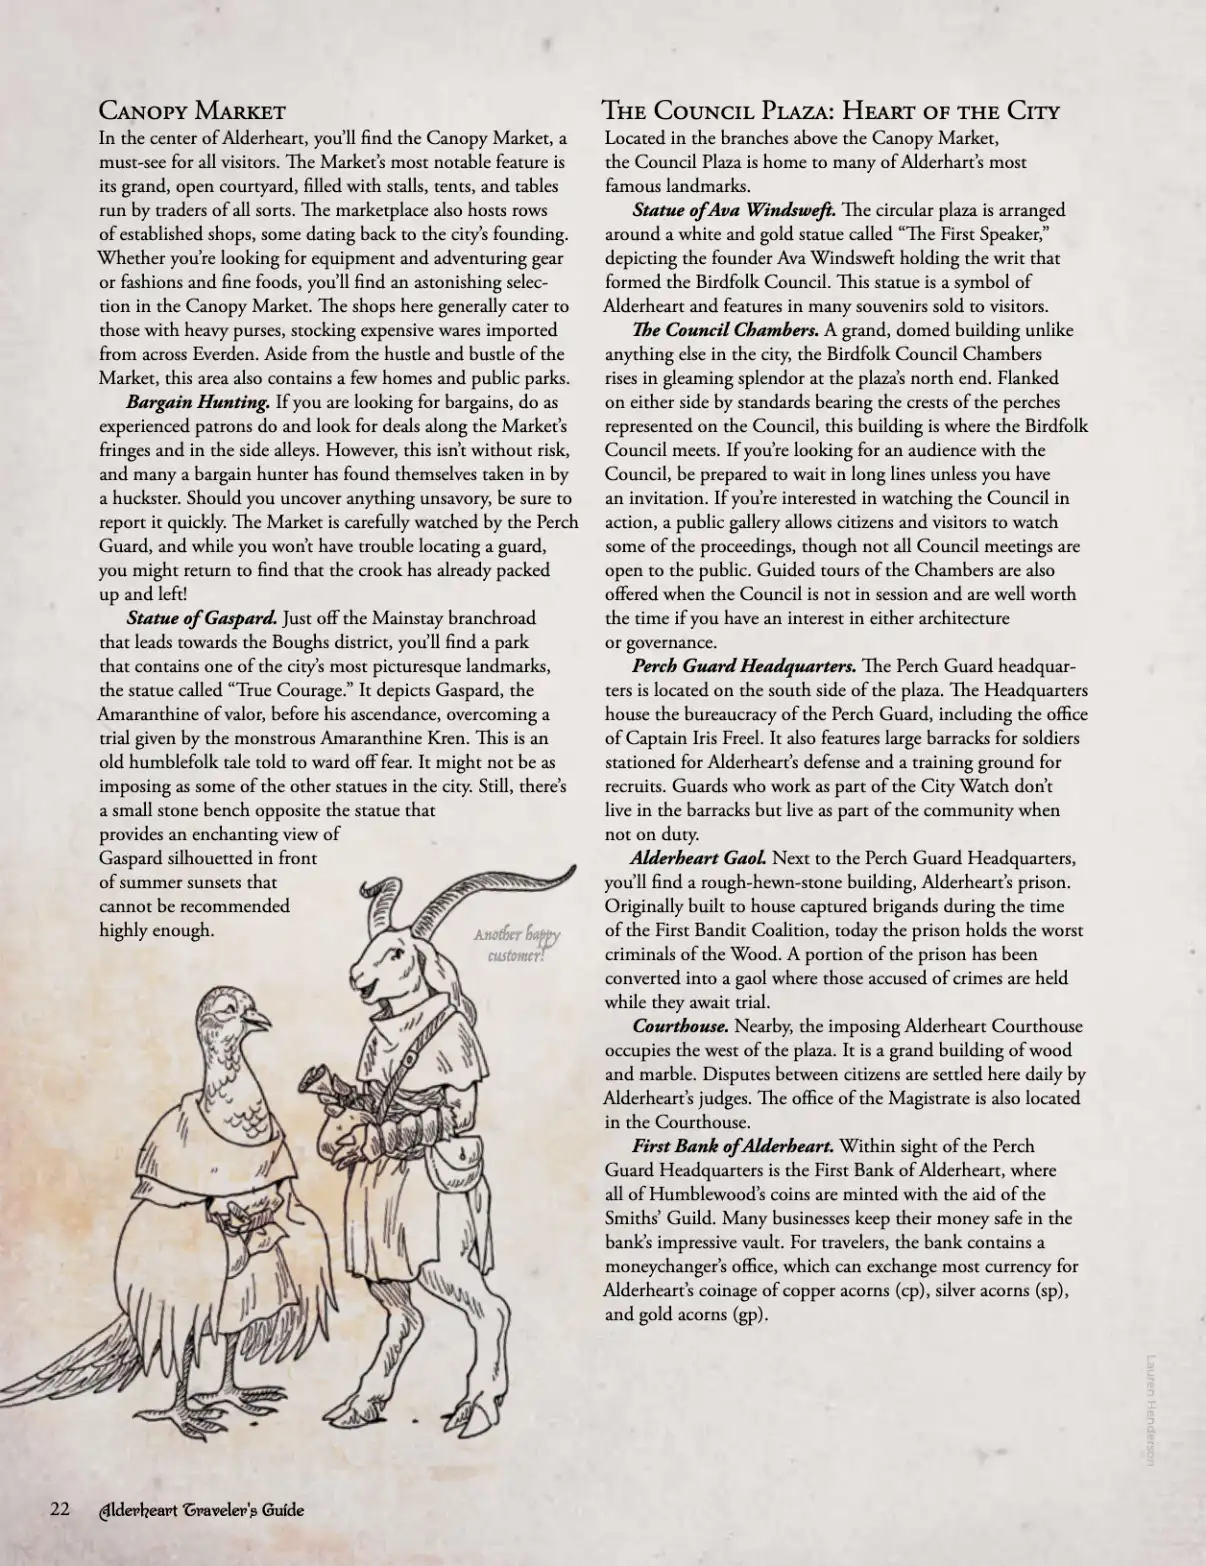 Canopy Market
In the center of Alderheart, you'll find the Canopy Market, a
must-see for all visitors. The Market's most notable feature is
its grand, open courtyard, filled with stalls, tents, and tables
run by traders of all sorts. The marketplace also hosts rows
of established shops, some dating back to the city's founding.
Whether you're looking for equipment and adventuring gear
or fashions and fine foods, you'll find an astonishing selec-
tion in the Canopy Market. The shops here generally cater to
those with heavy purses, stocking expensive wares imported
from across Everden. Aside from the hustle and bustle of the
Market, this area also contains a few homes and public parks.
Bargain Hunting. If you are looking for bargains, do as
experienced patrons do and look for deals along the Market's
fringes and in the side alleys. However, this isn't without risk,
and many a bargain hunter has found themselves taken in by
a huckster. Should you uncover anything unsavory, be sure to
report it quickly. The Market is carefully watched by the Perch
Guard, and while you won't have trouble locating a guard,
you might return to find that the crook has already packed
up and left!
Statue of Gaspard. Just off the Mainstay branchroad
that leads towards the Boughs district, you'll find a park
that contains one of the city's most picturesque landmarks,
the statue called “True Courage.” It depicts Gaspard, the
Amaranthine of valor, before his ascendance, overcoming a
trial given by the monstrous Amaranthine Kren. This is an
old humblefolk tale told to ward off fear. It might not be as
imposing as some of the other statues in the city. Still, there's
a small stone bench opposite the statue that
provides an enchanting view of
Gaspard silhouetted in front
of summer sunsets that
cannot be recommended
highly enough.
Another happy
customer!
The Council Plaza: Heart of the City
Located in the branches above the Canopy Market,
the Council Plaza is home to many of Alderhart's most
famous landmarks.
Statue of Ava Windsweft. The circular plaza is arranged
around a white and gold statue called “The First Speaker,”
depicting the founder Ava Windsweft holding the writ that
formed the Birdfolk Council. This statue is a symbol of
Alderheart and features in many souvenirs sold to visitors.
The Council Chambers. A grand, domed building unlike
anything else in the city, the Birdfolk Council Chambers
rises in gleaming splendor at the plaza's north end. Flanked
on either side by standards bearing the crests of the perches
represented on the Council, this building is where the Birdfolk
Council meets. If you're looking for an audience with the
Council, be prepared to wait in long lines unless you have
an invitation. If you're interested in watching the Council in
action, a public gallery allows citizens and visitors to watch
some of the proceedings, though not all Council meetings are
open to the public. Guided tours of the Chambers are also
offered when the Council is not in session and are well worth
the time if you have an interest in either architecture
or governance.
Perch Guard Headquarters. The Perch Guard headquar-
ters is located on the south side of the plaza. The Headquarters
house the bureaucracy of the Perch Guard, including the office
of Captain Iris Freel. It also features large barracks for soldiers
stationed for Alderheart's defense and a training ground for
recruits. Guards who work as part of the City Watch don't
live in the barracks but live as part of the community when
not on duty.
Alderheart Gaol. Next to the Perch Guard Headquarters,
you'll find a rough-hewn-stone building, Alderheart's prison.
Originally built to house captured brigands during the time
of the First Bandit Coalition, today the prison holds the worst
criminals of the Wood. A portion of the prison has been
converted into a gaol where those accused of crimes are held
while they await trial.
Courthouse. Nearby, the imposing Alderheart Courthouse
occupies the west of the plaza. It is a grand building of wood
and marble. Disputes between citizens are settled here daily by
Alderheart's judges. The office of the Magistrate is also located
in the Courthouse.
First Bank of Alderheart. Within sight of the Perch
Guard Headquarters is the First Bank of Alderheart, where
all of Humblewood's coins are minted with the aid of the
Smiths' Guild. Many businesses keep their money safe in the
bank's impressive vault. For travelers, the bank contains a
moneychanger's office, which can exchange most currency for
Alderheart's coinage of copper acorns (cp), silver acorns (sp),
and gold acorns (gp).
Lauren Henderson
22 Alderheart Traveler's Guide